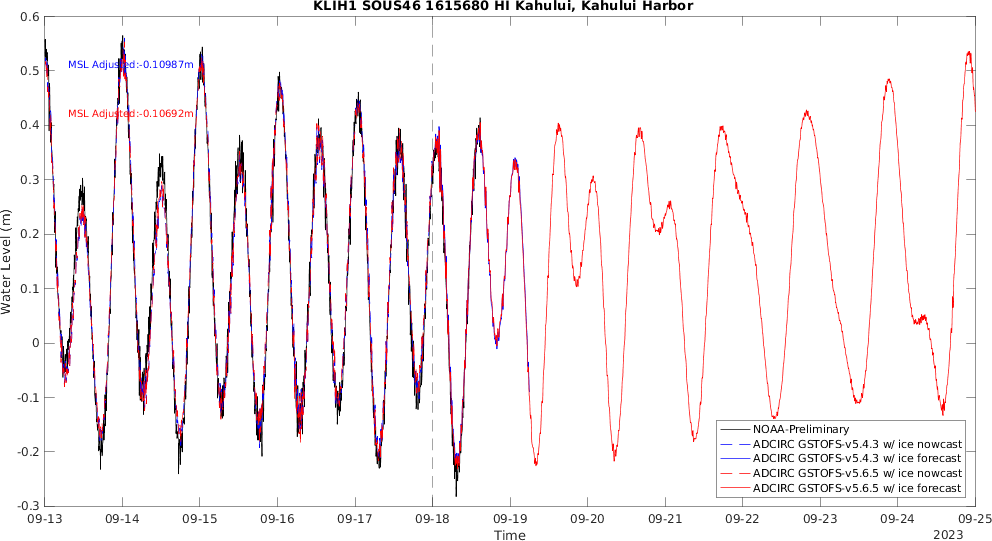 KLIH1 SOUS46 1615680 HI Kahului, Kahului Harbor
0.6
0.5
0.4
0.3
0.2
0.1
0
-0.1
-0.2
-0.3
Water Level (m)
MSL Adjusted:-0.10987m
MSL Adjusted:-0.10692m
NOAA-Preliminary
ADCIRC GSTOFS-v5.4.3 w/ ice nowcast
ADCIRC GSTOFS-v5.4.3 w/ ice forecast
ADCIRC GSTOFS-v5.6.5 w/ ice nowcast
ADCIRC GSTOFS-v5.6.5 w/ ice forecast
09-13 09-14 09-15 09-16 09-17 09-18 09-19 09-20 09-21 09-22 09-23 09-24 09-25
Time
2023